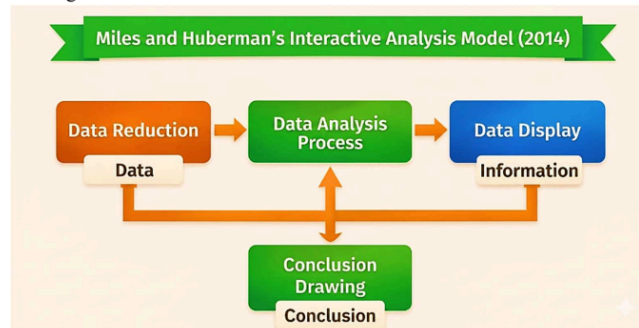 Miles and Huberman's Interactive Analysis Model (2014)
Data Reduction
Data
Data Analysis
Process
Data Display
Information
Conclusion
Drawing
Conclusion